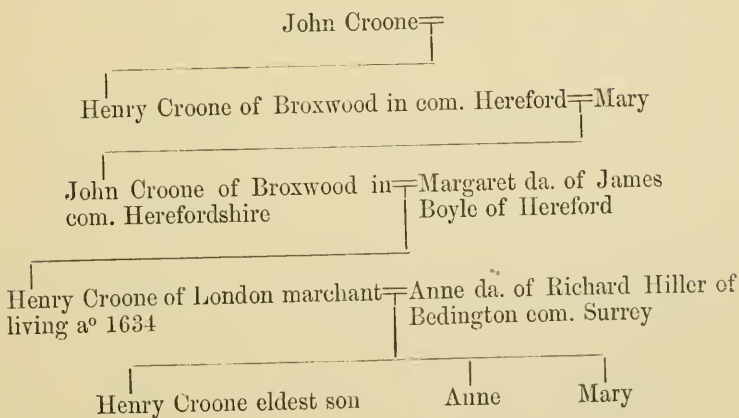 John Croone
Henry Croone of Broxwood in com. Hereford Mary
John Croone of Broxwood in Margaret da. of James
com. Herefordshire Boyle of Hereford
Henry Croone of London marchant Anne da. of Richard Hiller of
living aº 1634 Bedington com. Surrey
Henry Croone eldest son Anne Mary